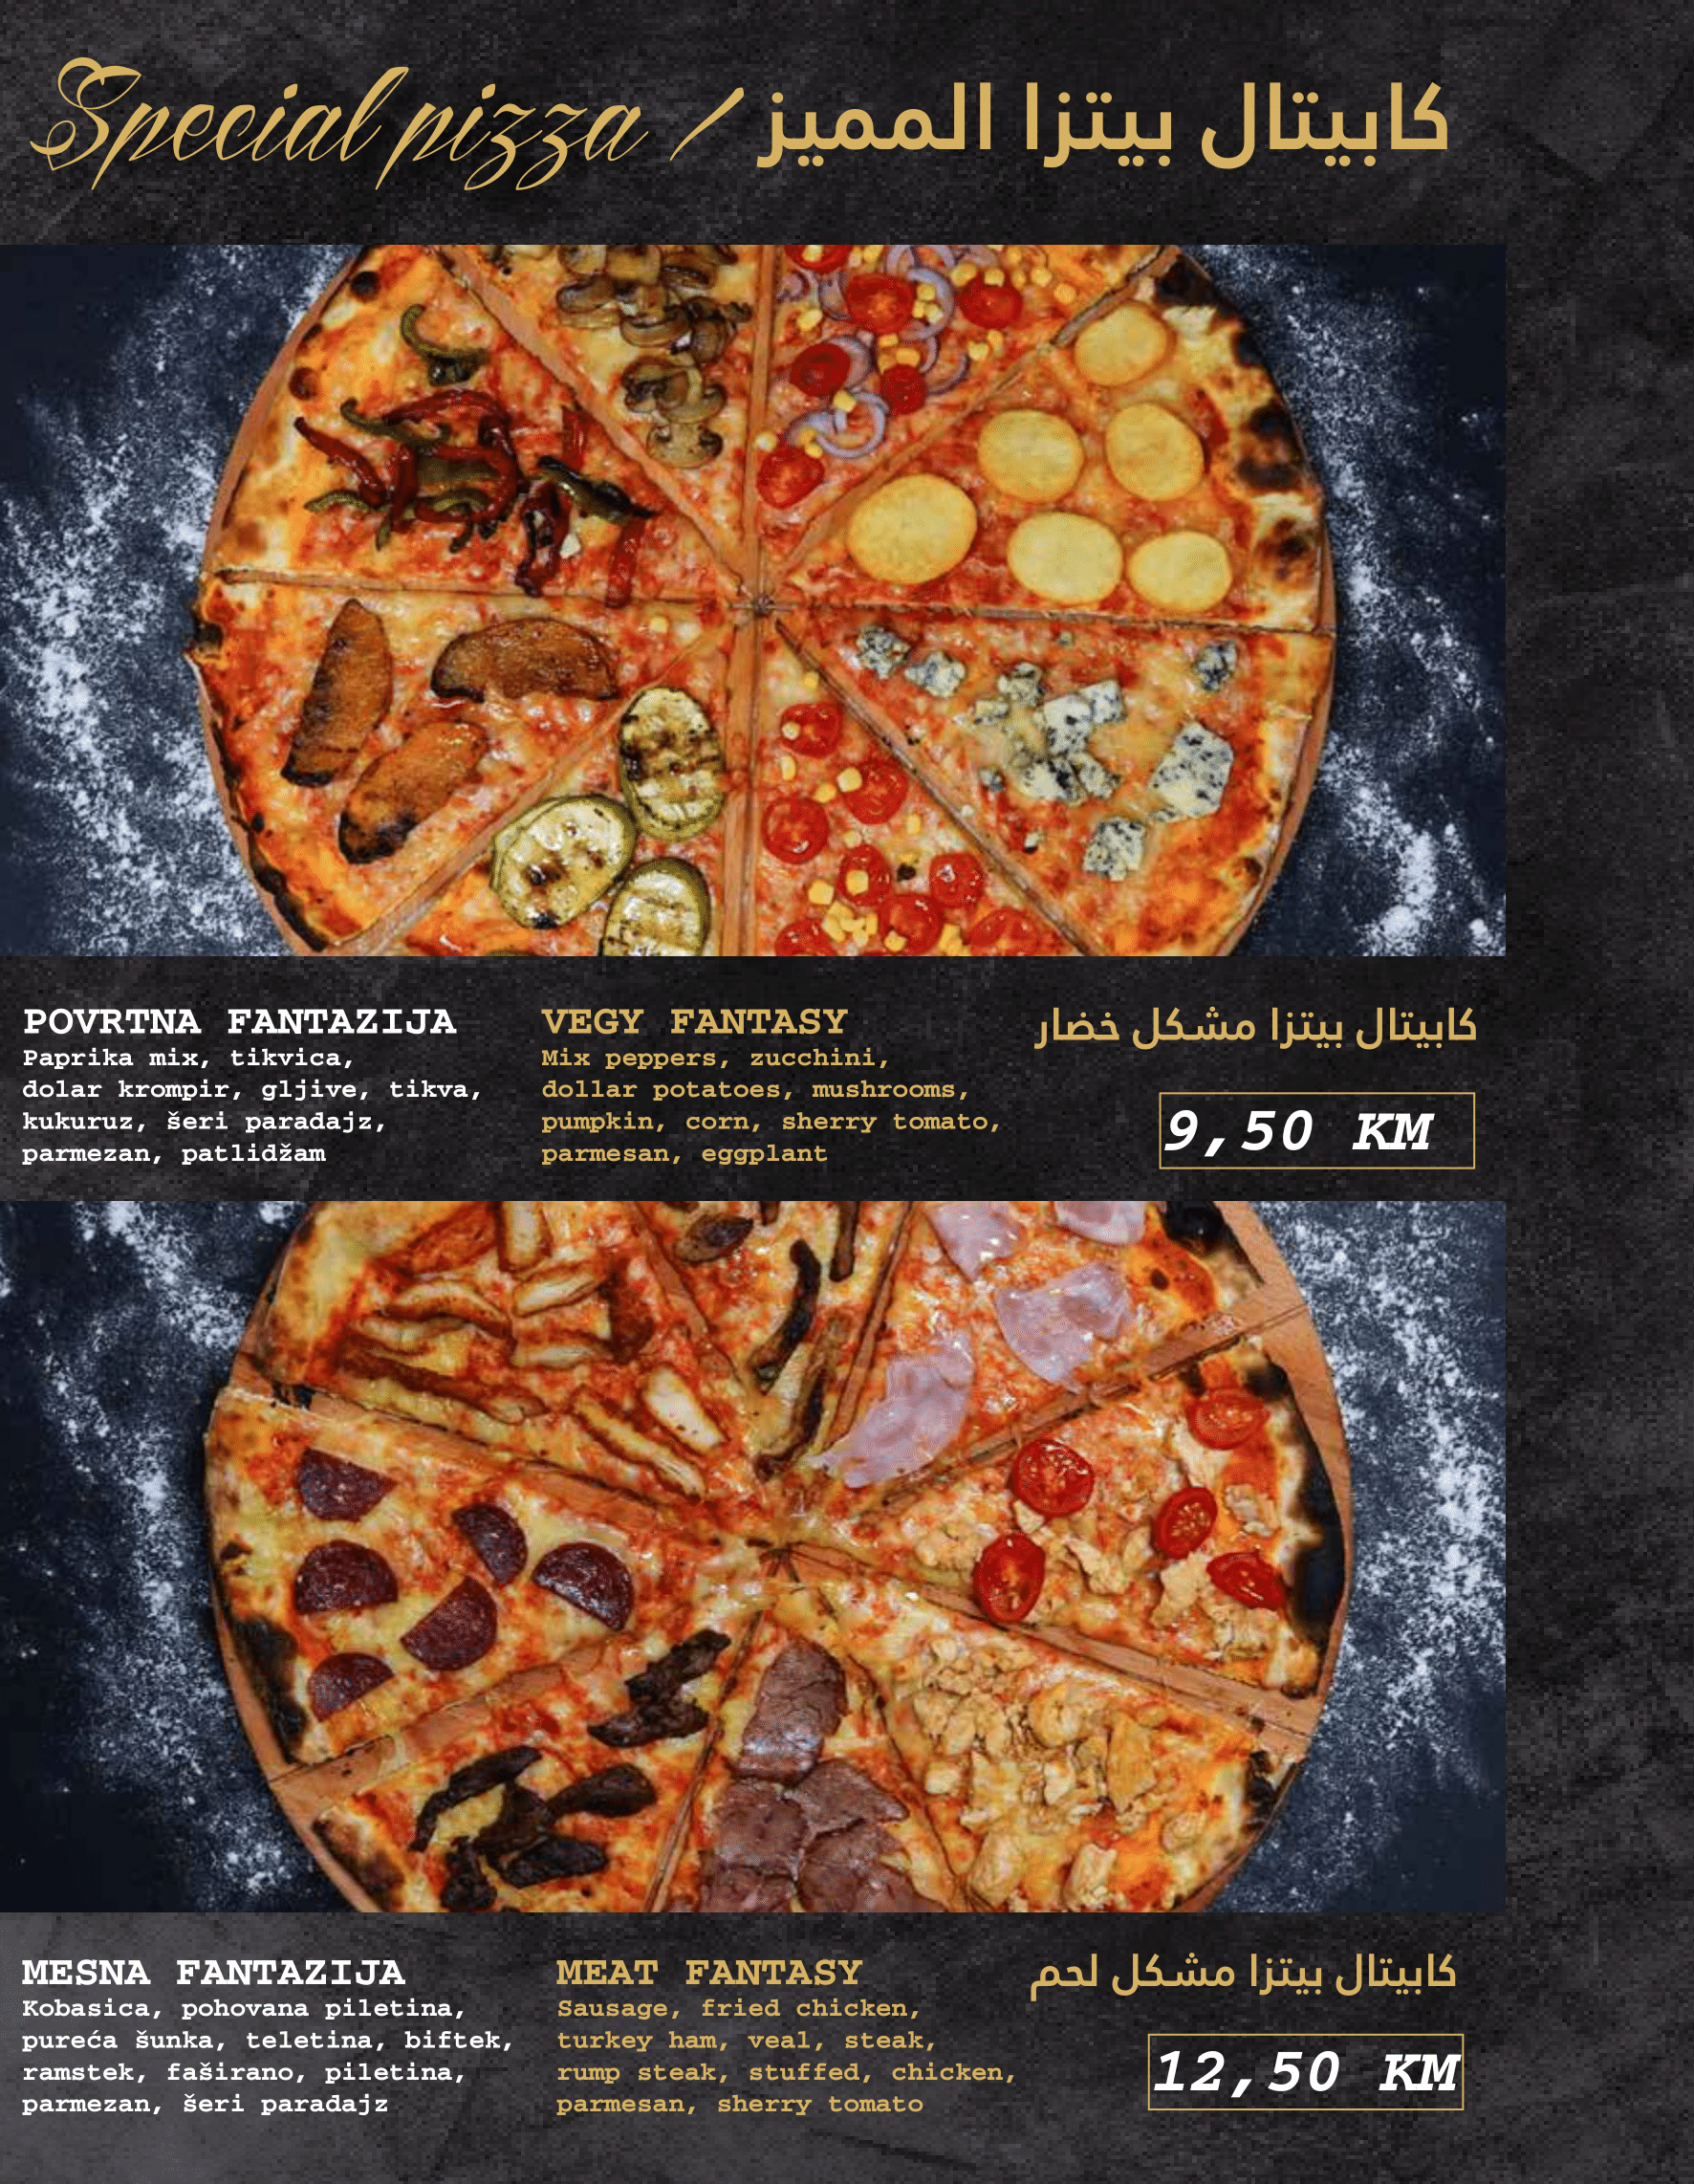 Special pizza / كابيتال بيتزا المميز
POVRTNA FANTAZIJA
Paprika mix, tikvica,
dolar krompir, gljive, tikva,
kukuruz, šeri paradajz,
parmezan, patlidžam
VEGY FANTASY
Mix peppers, zucchini,
dollar potatoes, mushrooms,
pumpkin, corn, sherry tomato,
parmesan, eggplant
كابيتال بيتزا مشكل خضار
9,50 KM
MESNA FANTAZIJA
Kobasica, pohovana piletina,
pureća šunka, teletina, biftek,
ramstek, faširano, piletina,
parmezan, šeri paradajz
MEAT FANTASY
Sausage, fried chicken,
turkey ham, veal, steak,
rump steak, stuffed, chicken,
parmesan, sherry tomato
كابيتال بيتزا مشكل لحم
12,50 KM